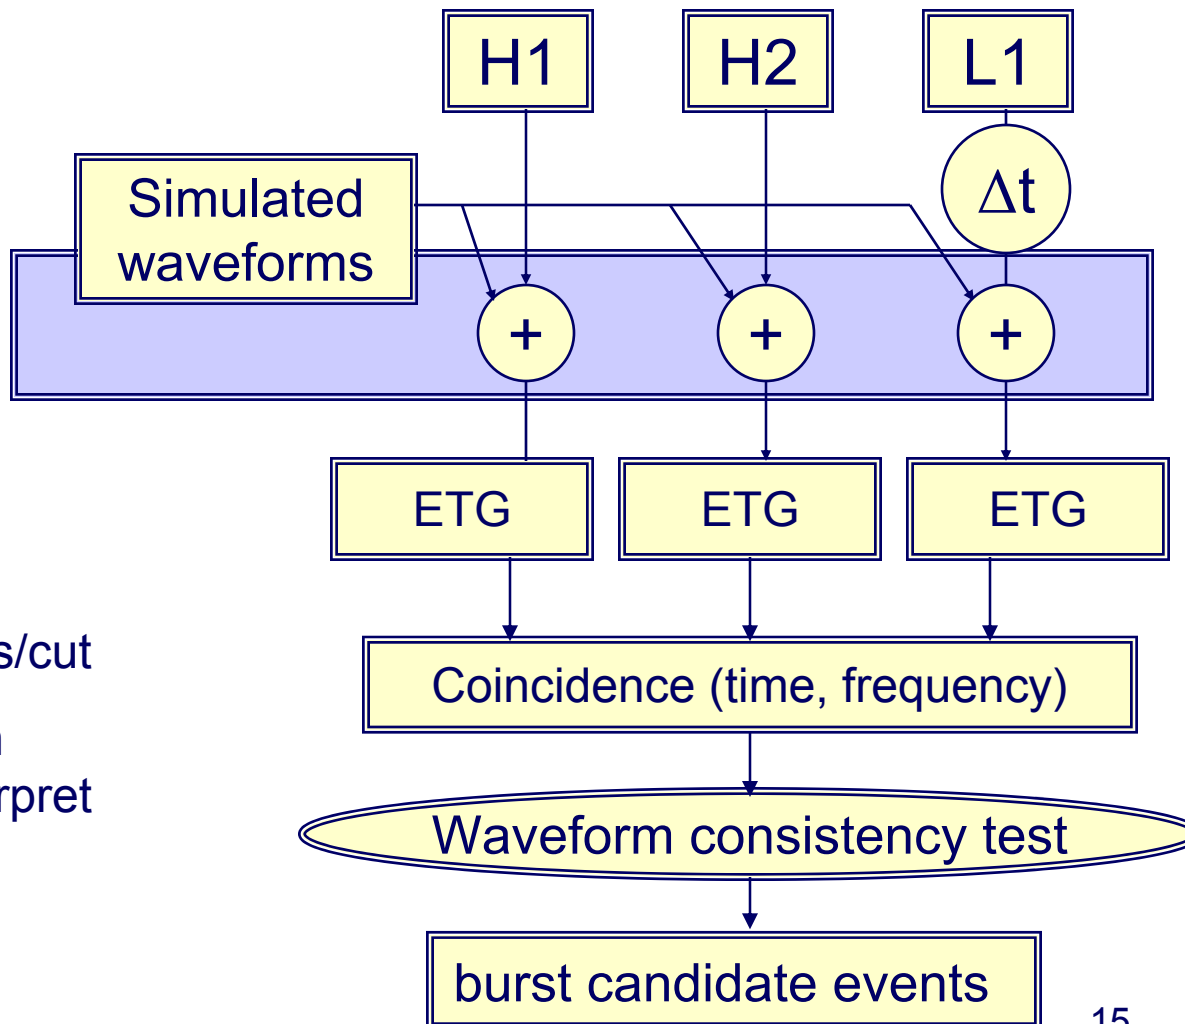 H1 H2 L1
Δt
Simulated
waveforms
+ + +
ETG ETG ETG
s/cut
Coincidence (time, frequency)
rpret
Waveform consistency test
burst candidate events
15